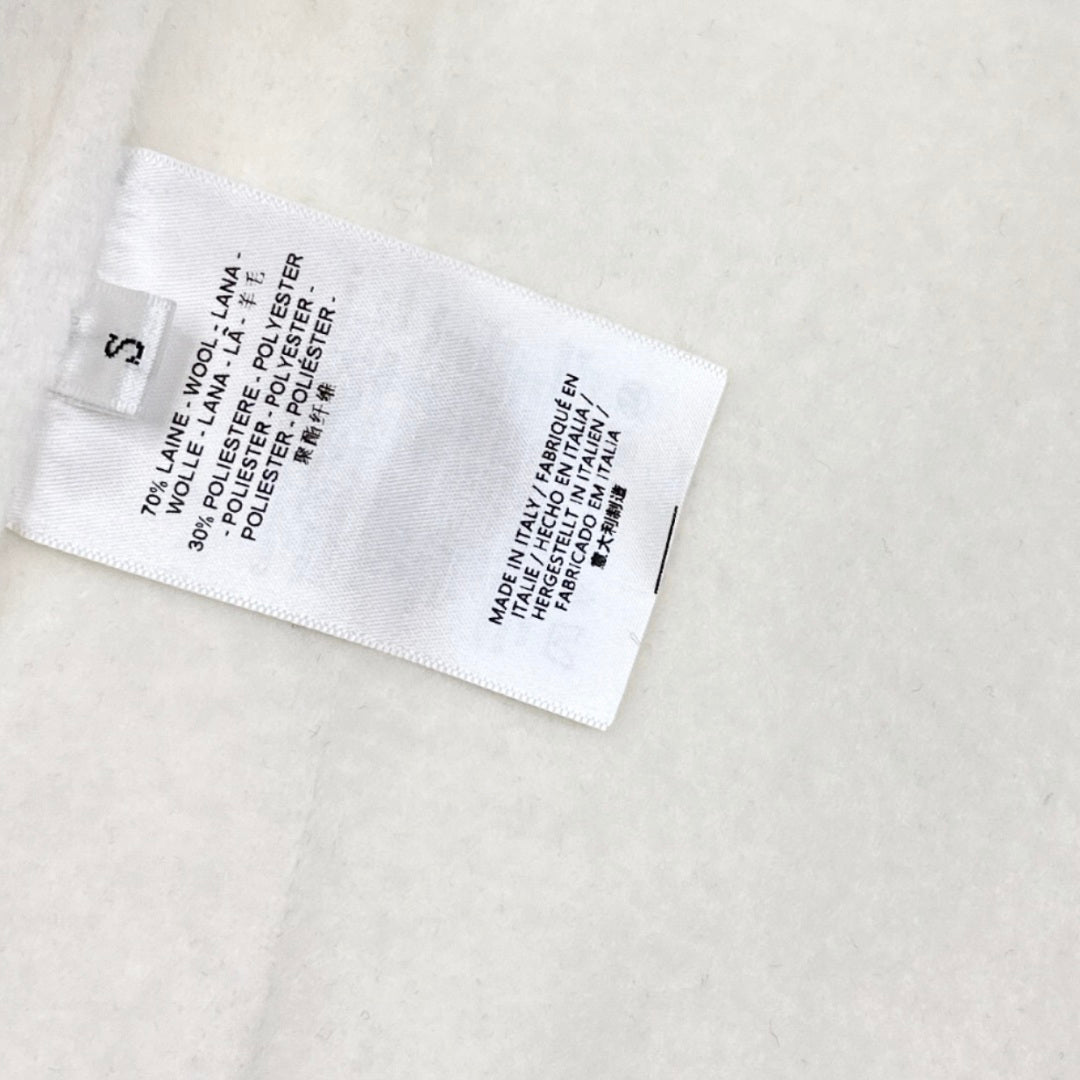 S
70% LAINE - WOOL - LANA -
WOLLE - LANA - LÃ - 羊毛
30% POLIESTERE - POLYESTER
- POLIESTER - POLYESTER -
POLIESTER - POLIÉSTER -
聚酯纤维
MADE IN ITALY / FABRIQUÉ EN
ITALIE / HECHO EN ITALIA /
HERGESTELLT IN ITALIEN /
FABRICADO EM ITALIA
意大利制造